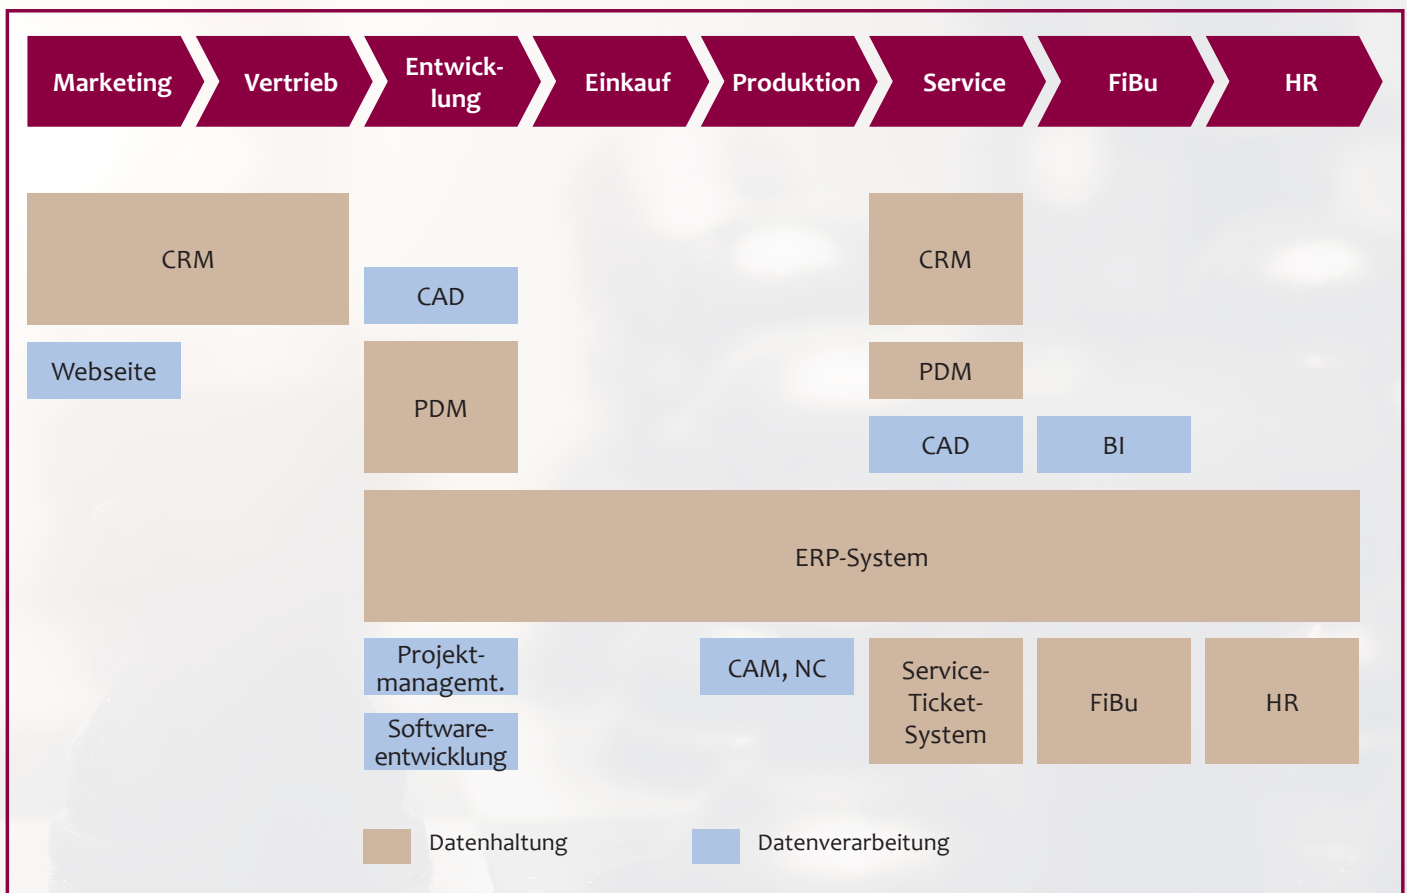 Marketing
Vertrieb
Entwick-
lung
Einkauf
Produktion
Service
FiBu
HR
CRM
CRM
CAD
Webseite
PDM
PDM
CAD
BI
ERP-System
Projekt-
managemt.
CAM, NC
Service-
Ticket-
System
FiBu
HR
Software-
entwicklung
Datenhaltung
Datenverarbeitung